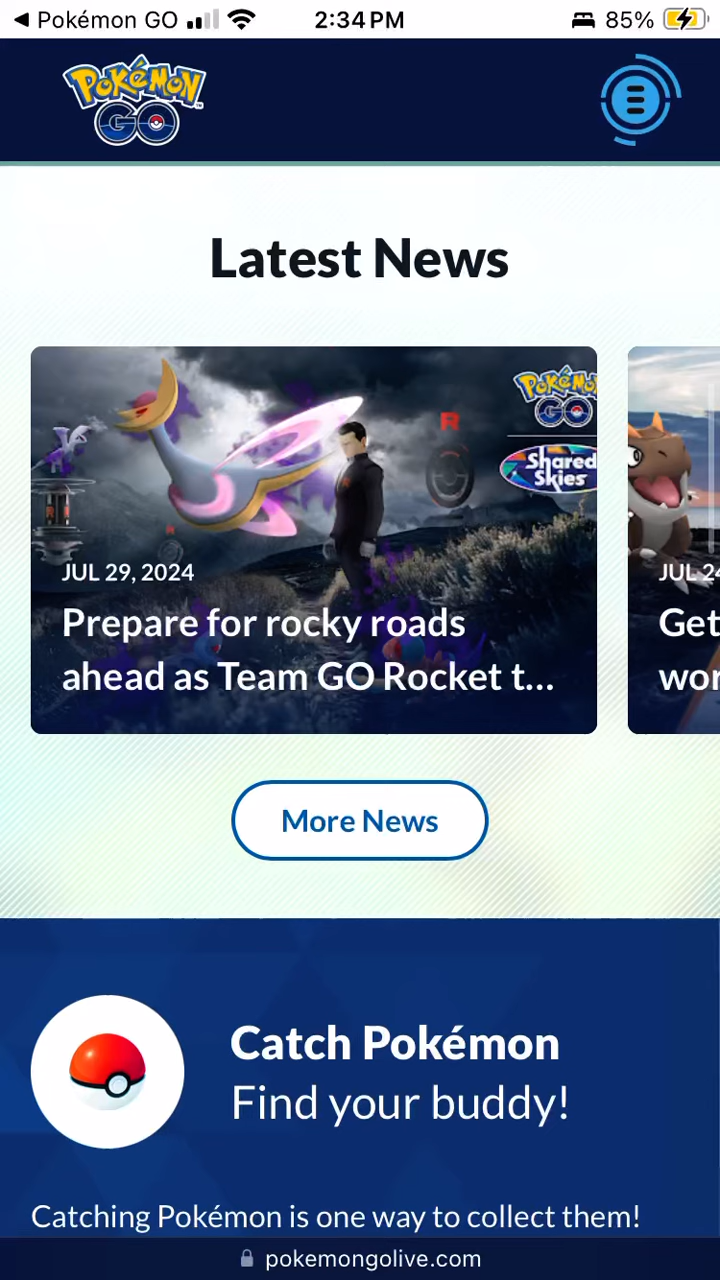 Pokémon GO
2:34 PM
85%
POKÉMON
GO
Latest News
R
POKÉMON
GO
Shared
Skies
R
R
R
JUL 29, 2024
Prepare for rocky roads
ahead as Team GO Rocket t...
JUL 24
Get
wor
More News
Catch Pokémon
Find your buddy!
Catching Pokémon is one way to collect them!
pokemongolive.com